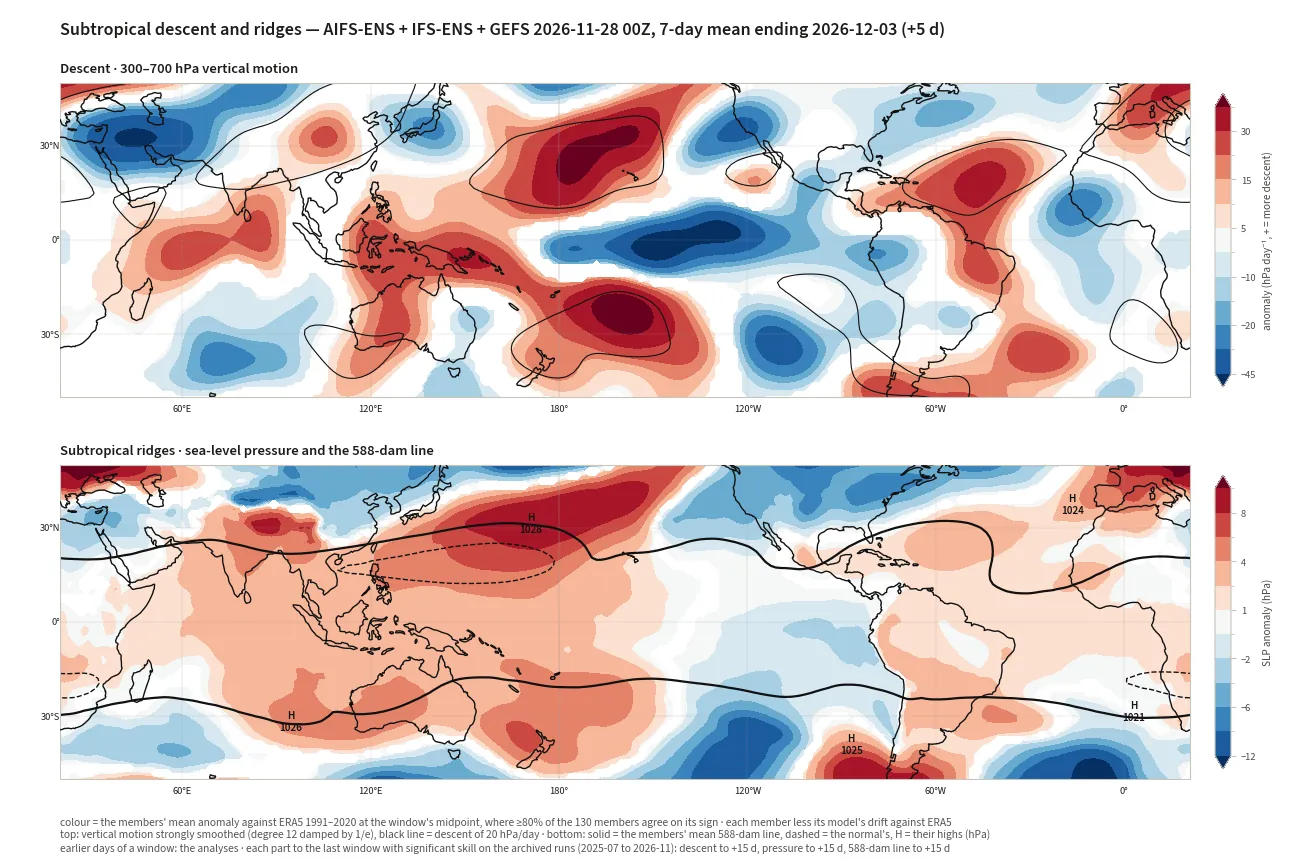 Subtropical descent and ridges — AIFS-ENS + IFS-ENS + GEFS 2026-11-28 00Z, 7-day mean ending 2026-12-03 (+5 d)
Descent · 300–700 hPa vertical motion
30°N
0°
30°S
60°E
120°E
180°
120°W
60°W
0°
30
15
5
−10
−20
−45
anomaly (hPa day⁻¹, + = more descent)
Subtropical ridges · sea-level pressure and the 588-dam line
30°N
0°
30°S
H
1028
H
1024
H
1026
H
1025
H
1021
60°E
120°E
180°
120°W
60°W
0°
8
4
1
−2
−6
−12
SLP anomaly (hPa)
colour = the members' mean anomaly against ERA5 1991–2020 at the window's midpoint, where ≥80% of the 130 members agree on its sign · each member less its model's drift against ERA5
top: vertical motion strongly smoothed (degree 12 damped by 1/e), black line = descent of 20 hPa/day · bottom: solid = the members' mean 588-dam line, dashed = the normal's, H = their highs (hPa)
earlier days of a window: the analyses · each part to the last window with significant skill on the archived runs (2025-07 to 2026-11): descent to +15 d, pressure to +15 d, 588-dam line to +15 d